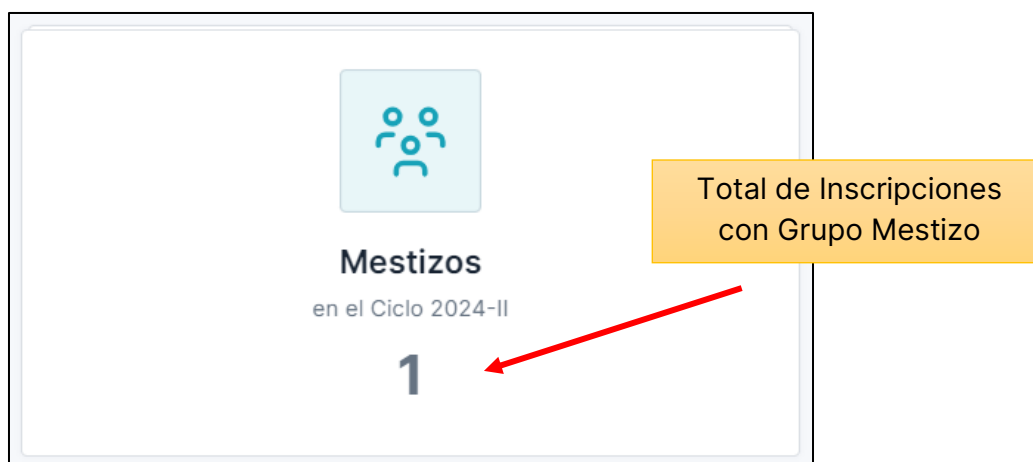 Mestizos
en el Ciclo 2024-II
1
Total de Inscripciones
con Grupo Mestizo